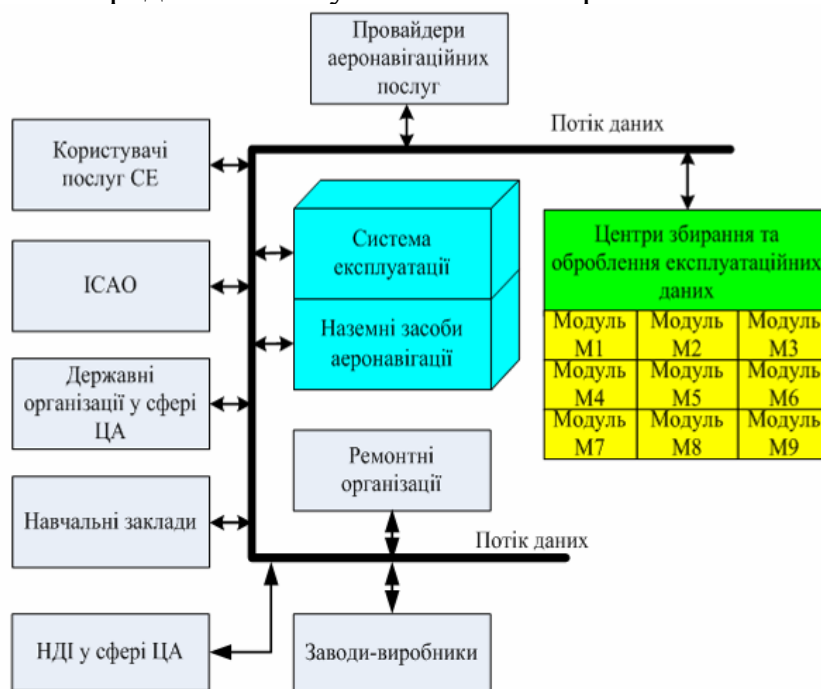 Провайдери
аеронавігаційних
послуг
Потік даних
Користувачі
послуг СЕ
Система
експлуатації
Центри збирання та
оброблення експлуатаційних
даних
ІСАО
Наземні засоби
аеронавігації
Модуль М1
Модуль М2
Модуль М3
Модуль М4
Модуль М5
Модуль М6
Модуль М7
Модуль М8
Модуль М9
Державні
організації у сфері
ЦА
Ремонтні
організації
Навчальні заклади
Потік даних
НДІ у сфері ЦА
Заводи-виробники